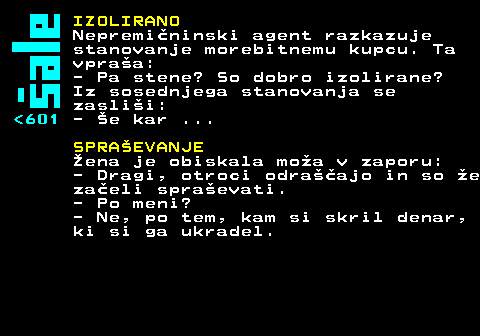 Šale
<601
IZOLIRANO
Nepremičninski agent razkazuje
stanovanje morebitnemu kupcu. Ta
vpraša:
- Pa stene? So dobro izolirane?
Iz sosednjega stanovanja se
zasliši:
- Še kar ...
SPRAŠEVANJE
Žena je obiskala moža v zaporu:
- Dragi, otroci odraščajo in so že
začeli spraševati.
- Po meni?
- Ne, po tem, kam si skril denar,
ki si ga ukradel.